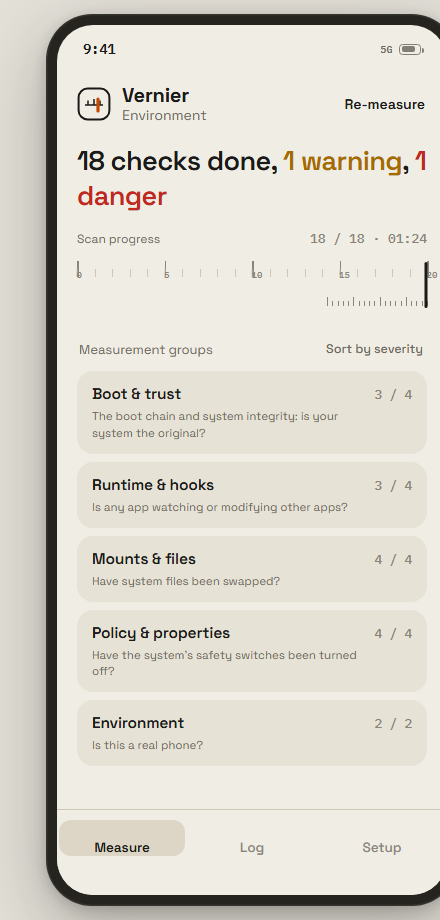 9:41
5G
Vernier
Environment
Re-measure
18 checks done, 1 warning, 1
danger
Scan progress
18 / 18 · 01:24
0 5 10 15 20
Measurement groups
Sort by severity
Boot & trust
3 / 4
The boot chain and system integrity: is your
system the original?
Runtime & hooks
3 / 4
Is any app watching or modifying other apps?
Mounts & files
4 / 4
Have system files been swapped?
Policy & properties
4 / 4
Have the system's safety switches been turned
off?
Environment
2 / 2
Is this a real phone?
Measure
Log
Setup